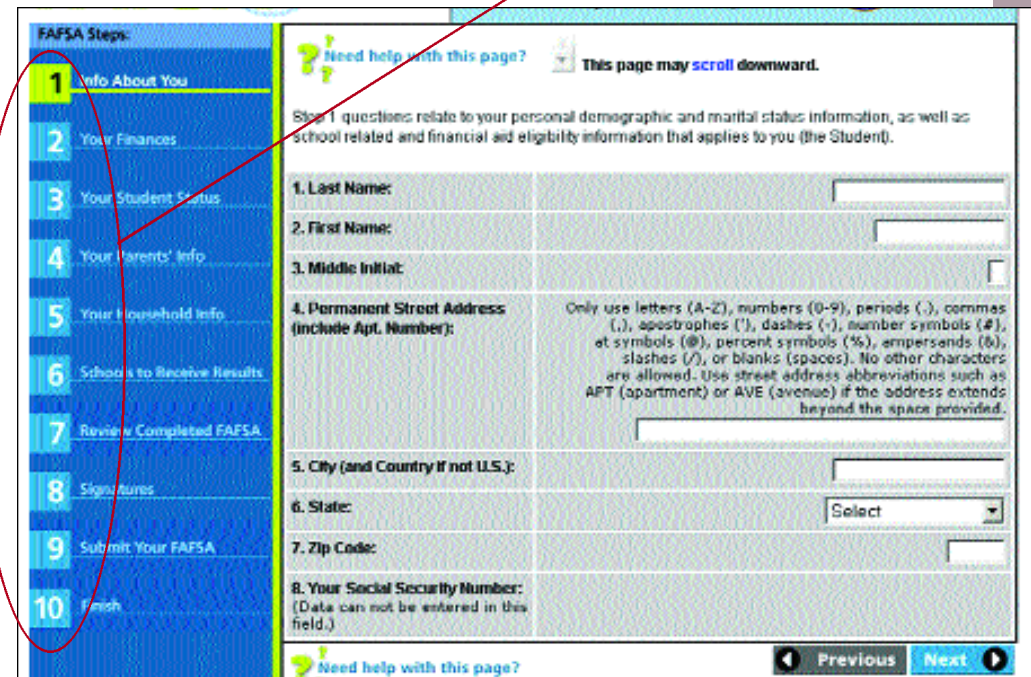 FAFSA Steps:
1 Info About You
2 Your Finances
3 Your Student Status
4 Your Parents' Info
5 Your Household Info
6 Schools to Receive Results
7 Review Completed FAFSA
8 Signatures
9 Submit Your FAFSA
10 Finish
Need help with this page?
This page may scroll downward.
Step 1 questions relate to your personal demographic and marital status information, as well as
school related and financial aid eligibility information that applies to you (the Student).
1. Last Name:
2. First Name:
3. Middle Initial:
4. Permanent Street Address
(include Apt. Number):
Only use letters (A-Z), numbers (0-9), periods (.), commas
(,), apostrophes ('), dashes (-), number symbols (#),
at symbols (@), percent symbols (%), ampersands (&),
slashes (/), or blanks (spaces). No other characters
are allowed. Use street address abbreviations such as
APT (apartment) or AVE (avenue) if the address extends
beyond the space provided.
5. City (and Country if not U.S.):
6. State:
Select
7. Zip Code:
8. Your Social Security Number:
(Data can not be entered in this
field.)
Need help with this page?
Previous
Next